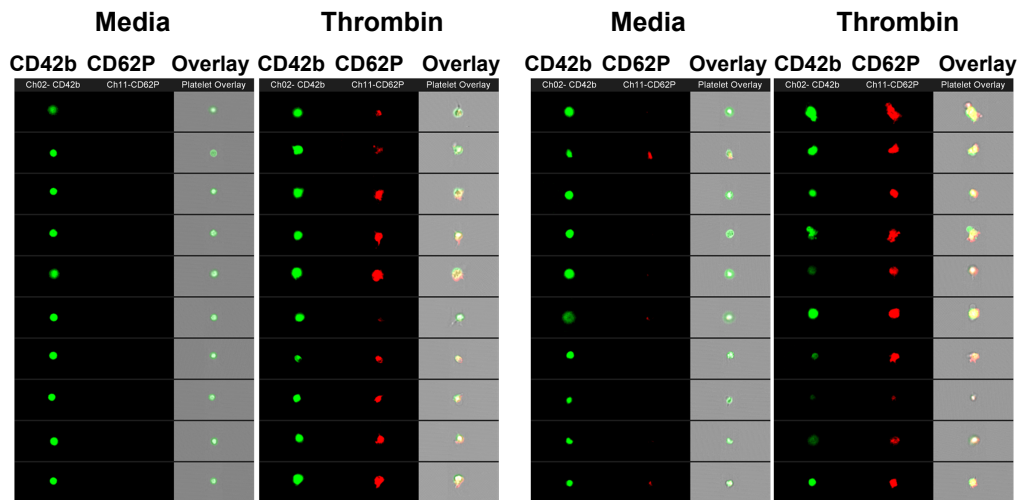 Media Thrombin Media Thrombin
CD42b CD62P Overlay CD42b CD62P Overlay CD42b CD62P Overlay CD42b CD62P Overlay
Ch02- CD42b Ch11-CD62P Platelet Overlay Ch02- CD42b Ch11-CD62P Platelet Overlay Ch02- CD42b Ch11-CD62P Platelet Overlay Ch02- CD42b Ch11-CD62P Platelet Overlay